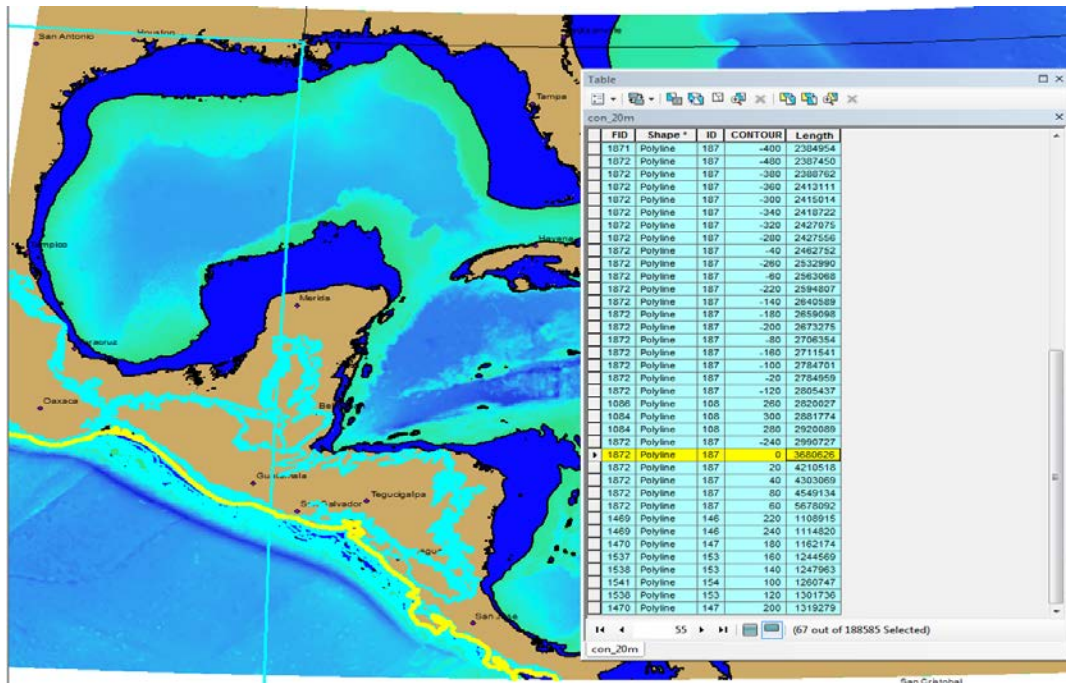 San Antonio
Houston
Tampa
Havana
Tampico
Merida
Oaxaca
Guatemala
San Salvador
Tegucigalpa
San José
San Cristobal
Table
con_20m
FID Shape * ID CONTOUR Length
1871 Polyline 187 -400 2384954
1872 Polyline 187 -480 2387450
1872 Polyline 187 -380 2388762
1872 Polyline 187 -360 2413111
1872 Polyline 187 -300 2415014
1872 Polyline 187 -340 2418722
1872 Polyline 187 -320 2427075
1872 Polyline 187 -280 2427556
1872 Polyline 187 -40 2462752
1872 Polyline 187 -260 2532990
1872 Polyline 187 -60 2563068
1872 Polyline 187 -220 2594807
1872 Polyline 187 -140 2640589
1872 Polyline 187 -180 2659098
1872 Polyline 187 -200 2673275
1872 Polyline 187 -80 2706354
1872 Polyline 187 -160 2711541
1872 Polyline 187 -100 2784701
1872 Polyline 187 -20 2784959
1872 Polyline 187 -120 2805437
1086 Polyline 108 260 2820027
1084 Polyline 108 300 2881774
1084 Polyline 108 280 2920089
1872 Polyline 187 -240 2990727
1872 Polyline 187 0 3680626
1872 Polyline 187 20 4210518
1872 Polyline 187 40 4303069
1872 Polyline 187 80 4549134
1872 Polyline 187 60 5678092
1469 Polyline 146 220 1108915
1469 Polyline 146 240 1114820
1470 Polyline 147 180 1162174
1537 Polyline 153 160 1244569
1538 Polyline 153 140 1247963
1541 Polyline 154 100 1260747
1538 Polyline 153 120 1301736
1470 Polyline 147 200 1319279
55 (67 out of 188585 Selected)
con_20m